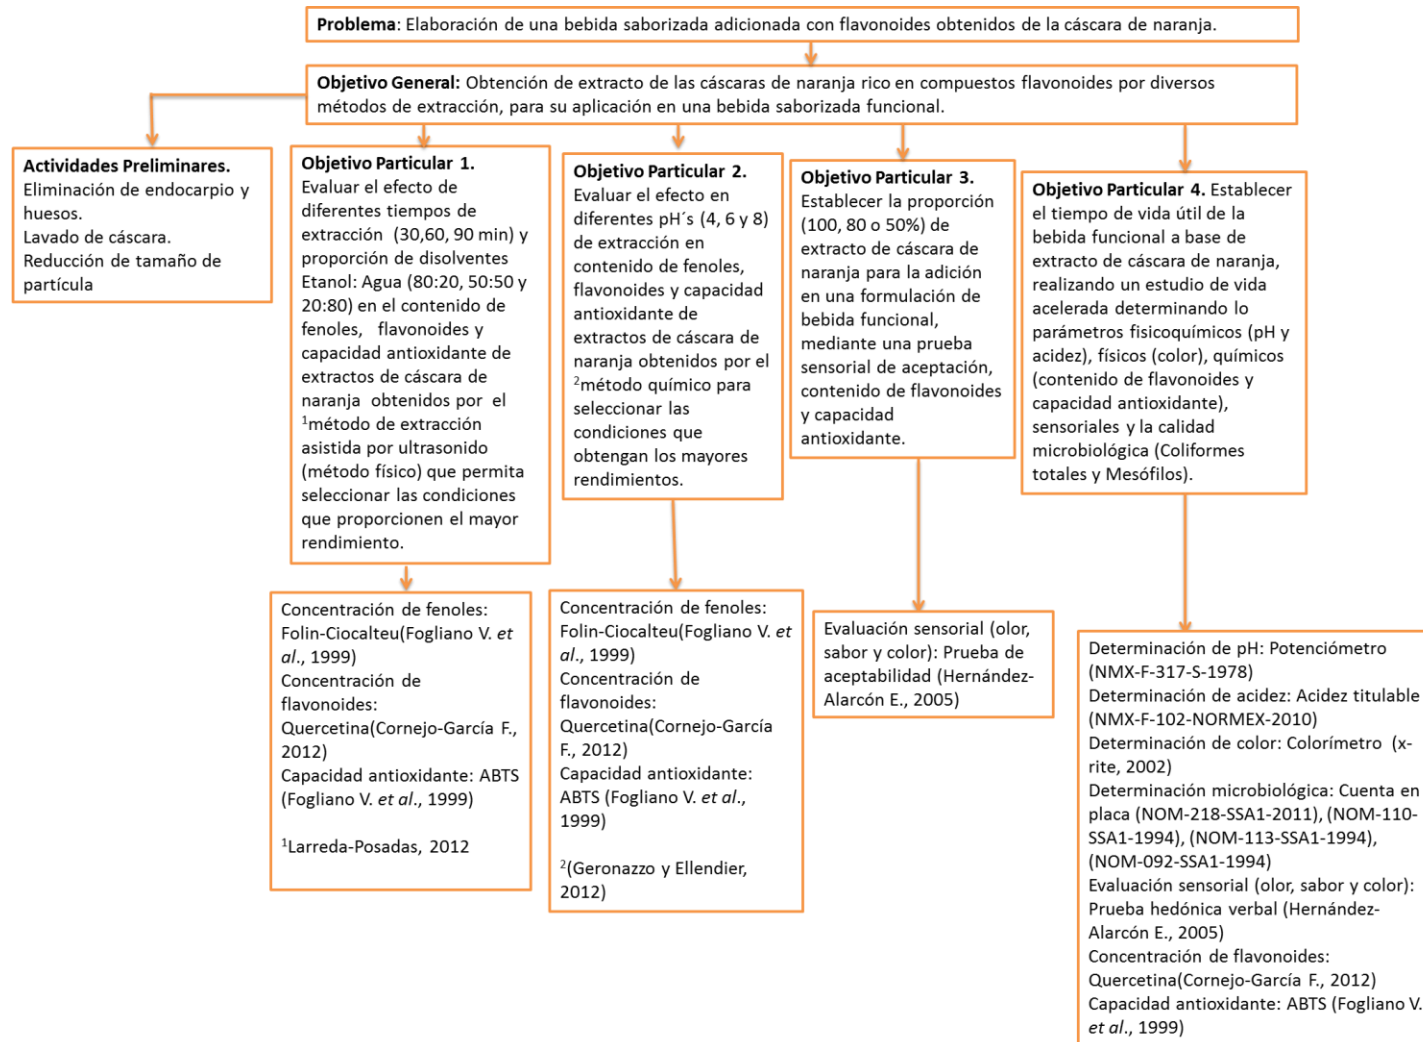 Problema: Elaboración de una bebida saborizada adicionada con flavonoides obtenidos de la cáscara de naranja.
Objetivo General: Obtención de extracto de las cáscaras de naranja rico en compuestos flavonoides por diversos
métodos de extracción, para su aplicación en una bebida saborizada funcional.
Actividades Preliminares.
Eliminación de endocarpio y
huesos.
Lavado de cáscara.
Reducción de tamaño de
partícula
Objetivo Particular 1.
Evaluar el efecto de
diferentes tiempos de
extracción (30,60, 90 min) y
proporción de disolventes
Etanol: Agua (80:20, 50:50 y
20:80) en el contenido de
fenoles, flavonoides y
capacidad antioxidante de
extractos de cáscara de
naranja obtenidos por el
¹método de extracción
asistida por ultrasonido
(método físico) que permita
seleccionar las condiciones
que proporcionen el mayor
rendimiento.
Objetivo Particular 2.
Evaluar el efecto en
diferentes pH´s (4, 6 y 8)
de extracción en
contenido de fenoles,
flavonoides y capacidad
antioxidante de
extractos de cáscara de
naranja obtenidos por el
²método químico para
seleccionar las
condiciones que
obtengan los mayores
rendimientos.
Objetivo Particular 3.
Establecer la proporción
(100, 80 o 50%) de
extracto de cáscara de
naranja para la adición
en una formulación de
bebida funcional,
mediante una prueba
sensorial de aceptación,
contenido de flavonoides
y capacidad
antioxidante.
Objetivo Particular 4. Establecer
el tiempo de vida útil de la
bebida funcional a base de
extracto de cáscara de naranja,
realizando un estudio de vida
acelerada determinando lo
parámetros fisicoquímicos (pH y
acidez), físicos (color), químicos
(contenido de flavonoides y
capacidad antioxidante),
sensoriales y la calidad
microbiológica (Coliformes
totales y Mesófilos).
Concentración de fenoles:
Folin-Ciocalteu(Fogliano V. et
al., 1999)
Concentración de
flavonoides:
Quercetina(Cornejo-García F.,
2012)
Capacidad antioxidante: ABTS
(Fogliano V. et al., 1999)
¹Larreda-Posadas, 2012
Concentración de fenoles:
Folin-Ciocalteu(Fogliano V. et
al., 1999)
Concentración de
flavonoides:
Quercetina(Cornejo-García
F., 2012)
Capacidad antioxidante:
ABTS (Fogliano V. et al.,
1999)
²(Geronazzo y Ellendier,
2012)
Evaluación sensorial (olor,
sabor y color): Prueba de
aceptabilidad (Hernández-
Alarcón E., 2005)
Determinación de pH: Potenciómetro
(NMX-F-317-S-1978)
Determinación de acidez: Acidez titulable
(NMX-F-102-NORMEX-2010)
Determinación de color: Colorímetro (x-
rite, 2002)
Determinación microbiológica: Cuenta en
placa (NOM-218-SSA1-2011), (NOM-110-
SSA1-1994), (NOM-113-SSA1-1994),
(NOM-092-SSA1-1994)
Evaluación sensorial (olor, sabor y color):
Prueba hedónica verbal (Hernández-
Alarcón E., 2005)
Concentración de flavonoides:
Quercetina(Cornejo-García F., 2012)
Capacidad antioxidante: ABTS (Fogliano V.
et al., 1999)